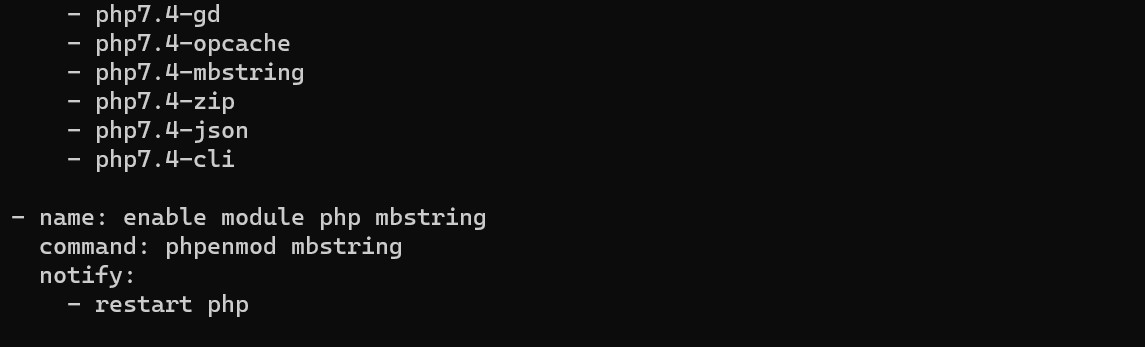 - php7.4-gd
- php7.4-opcache
- php7.4-mbstring
- php7.4-zip
- php7.4-json
- php7.4-cli
- name: enable module php mbstring
command: phpenmod mbstring
notify:
- restart php